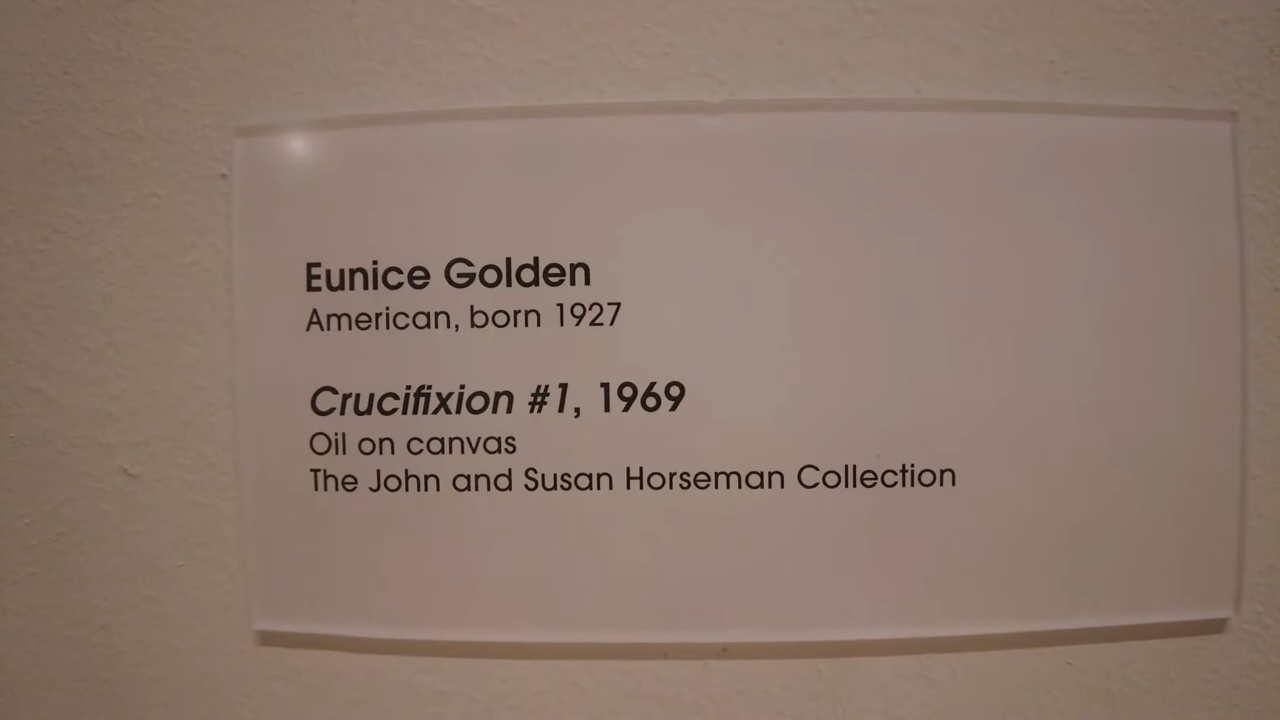 Eunice Golden
American, born 1927
Crucifixion #1, 1969
Oil on canvas
The John and Susan Horseman Collection